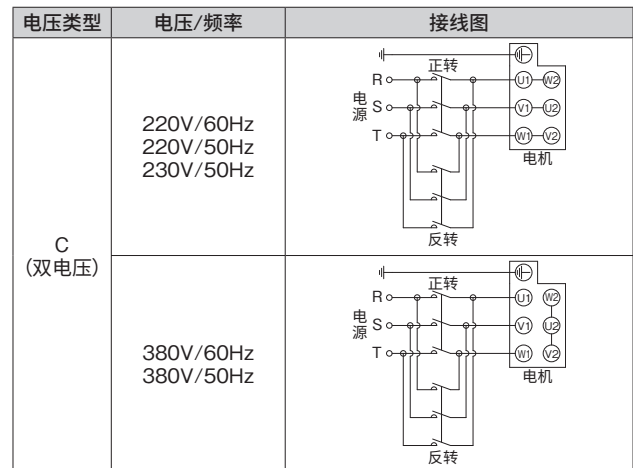 电压类型 电压/频率 接线图
C
(双电压)
220V/60Hz
220V/50Hz
230V/50Hz
正转
R
S
T
电源
U1 W2
V1 U2
W1 V2
电机
反转
380V/60Hz
380V/50Hz
正转
R
S
T
电源
U1 W2
V1 U2
W1 V2
电机
反转